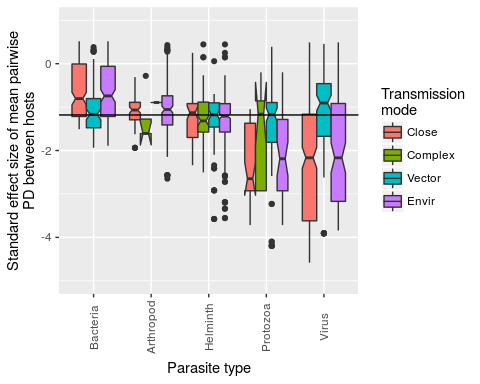 Standard effect size of mean pairwise
PD between hosts
0
-2
-4
Bacteria
Arthropod
Helminth
Protozoa
Virus
Parasite type
Transmission
mode
Close
Complex
Vector
Envir